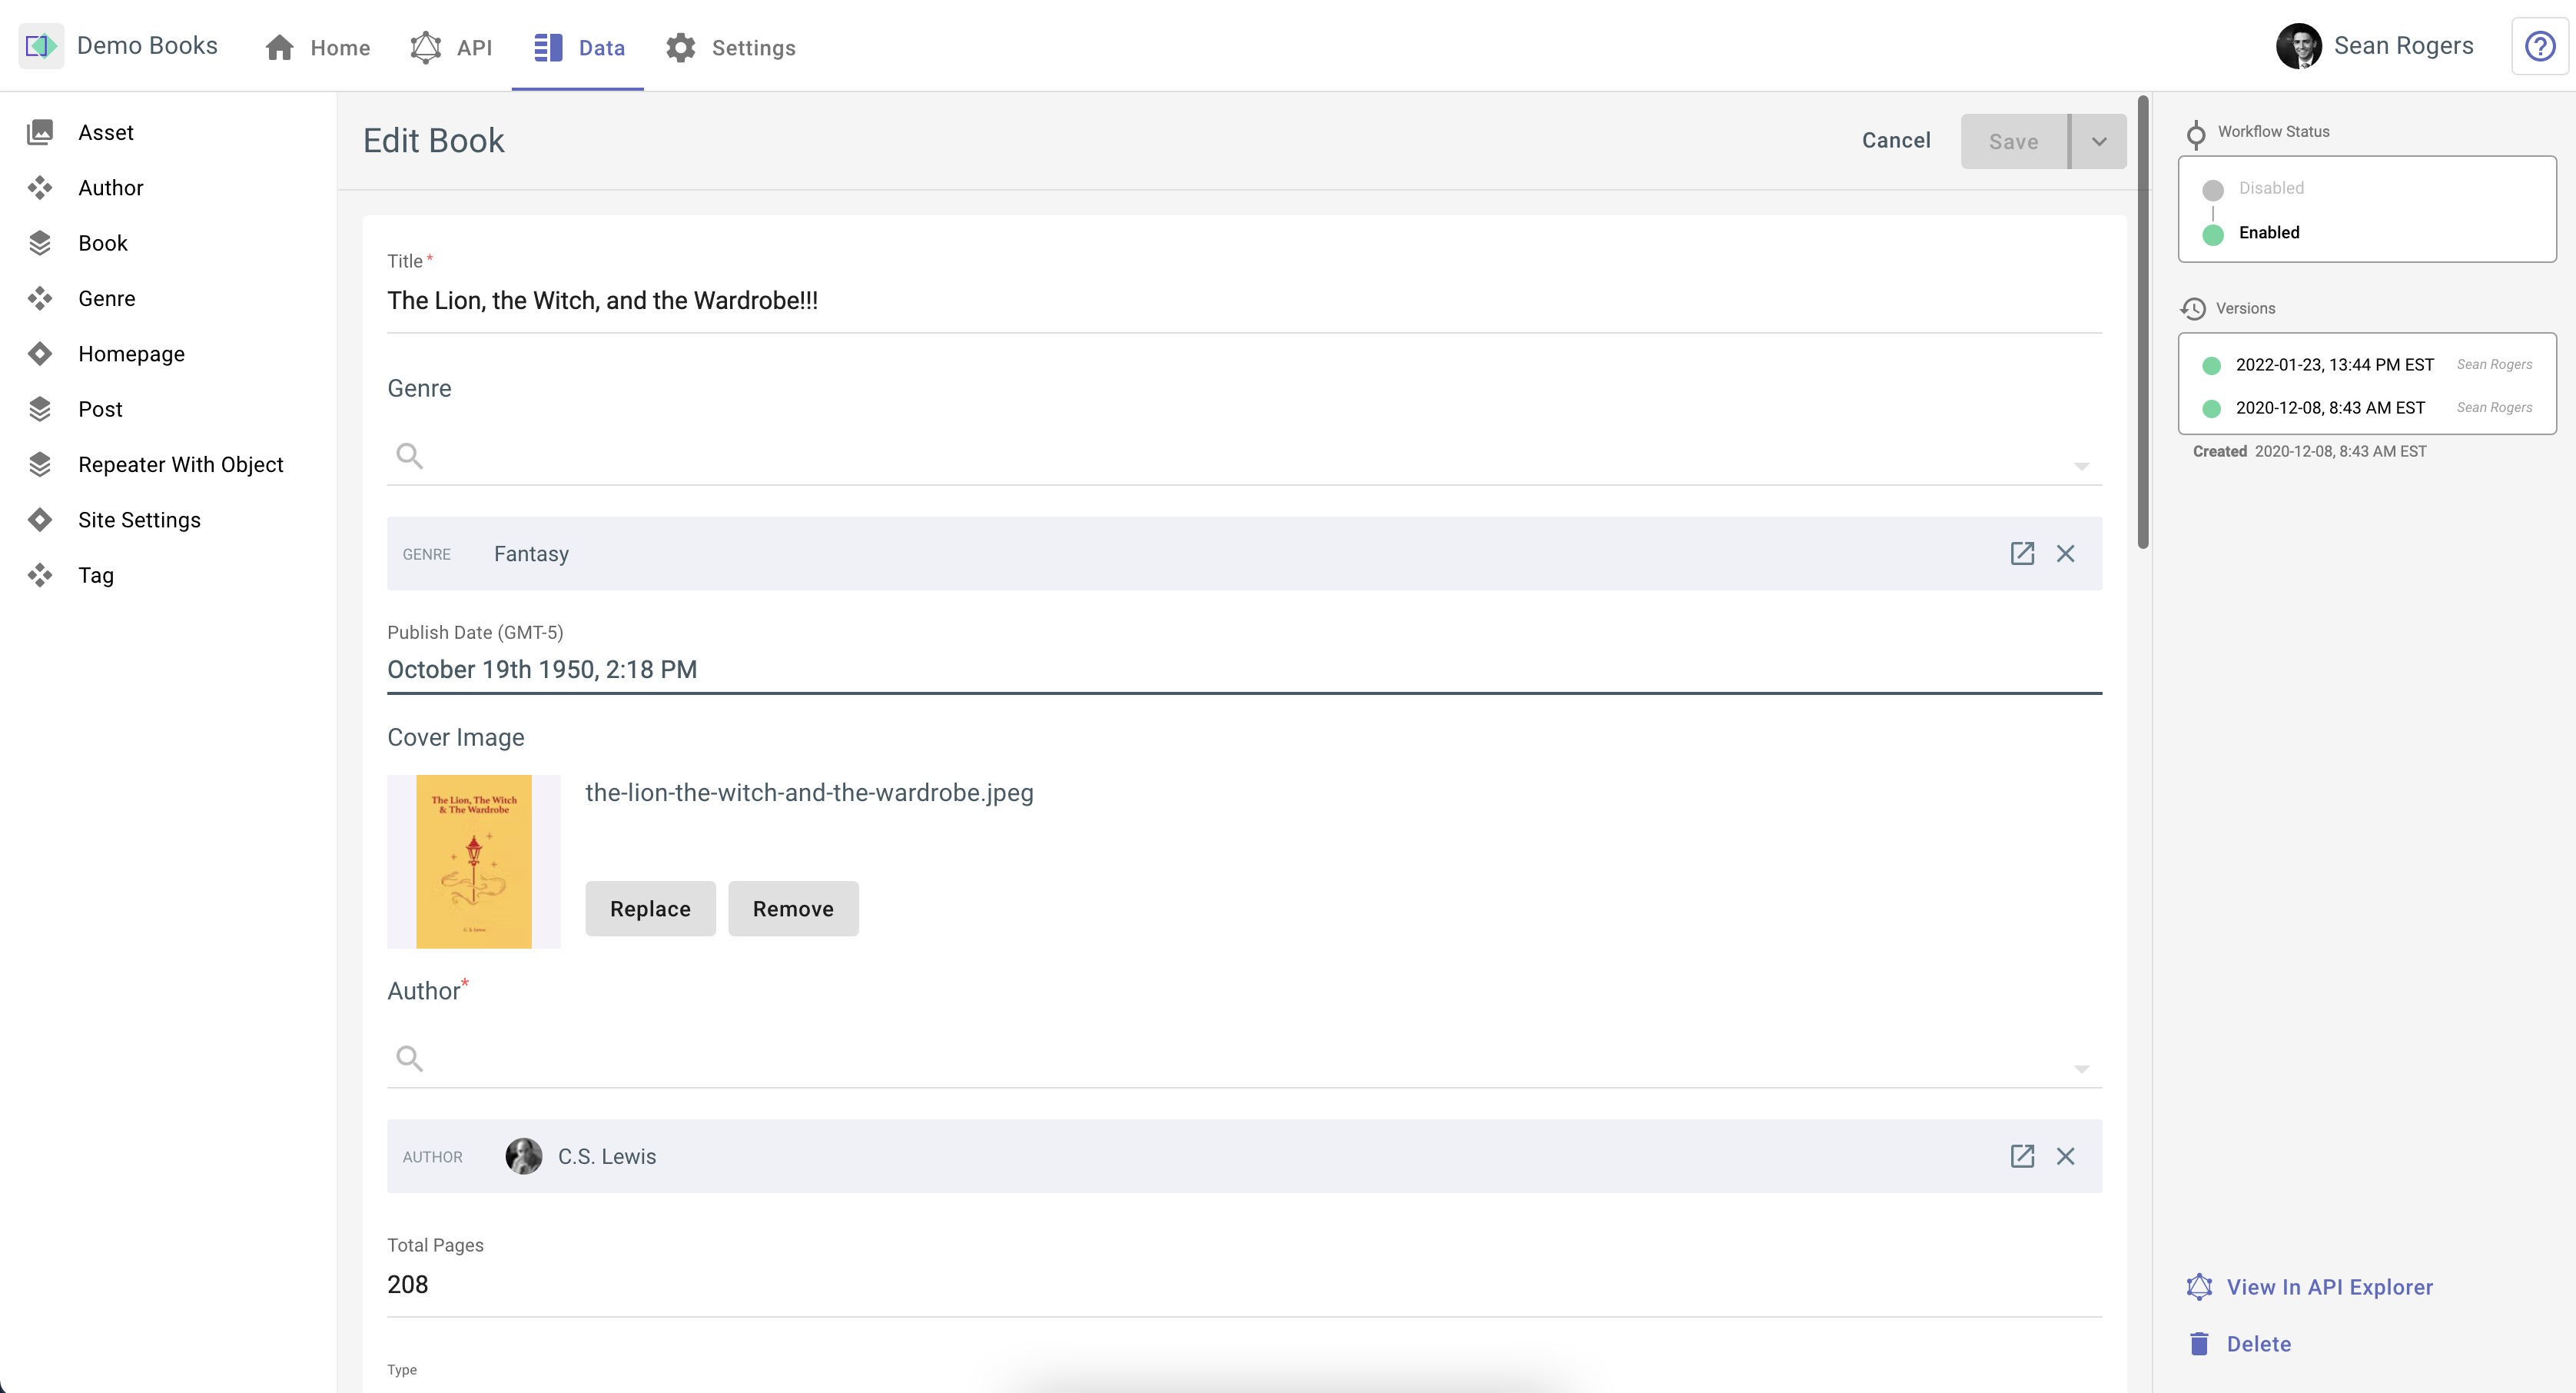 Demo Books
Home
API
Data
Settings
Sean Rogers
Asset
Author
Book
Genre
Homepage
Post
Repeater With Object
Site Settings
Tag
Edit Book
Cancel
Save
Title *
The Lion, the Witch, and the Wardrobe!!!
Genre
GENRE Fantasy
Publish Date (GMT-5)
October 19th 1950, 2:18 PM
Cover Image
The Lion, The Witch
& The Wardrobe
C. S. Lewis
the-lion-the-witch-and-the-wardrobe.jpeg
Replace
Remove
Author*
AUTHOR C.S. Lewis
Total Pages
208
Type
Workflow Status
Disabled
Enabled
Versions
2022-01-23, 13:44 PM EST Sean Rogers
2020-12-08, 8:43 AM EST Sean Rogers
Created 2020-12-08, 8:43 AM EST
View In API Explorer
Delete